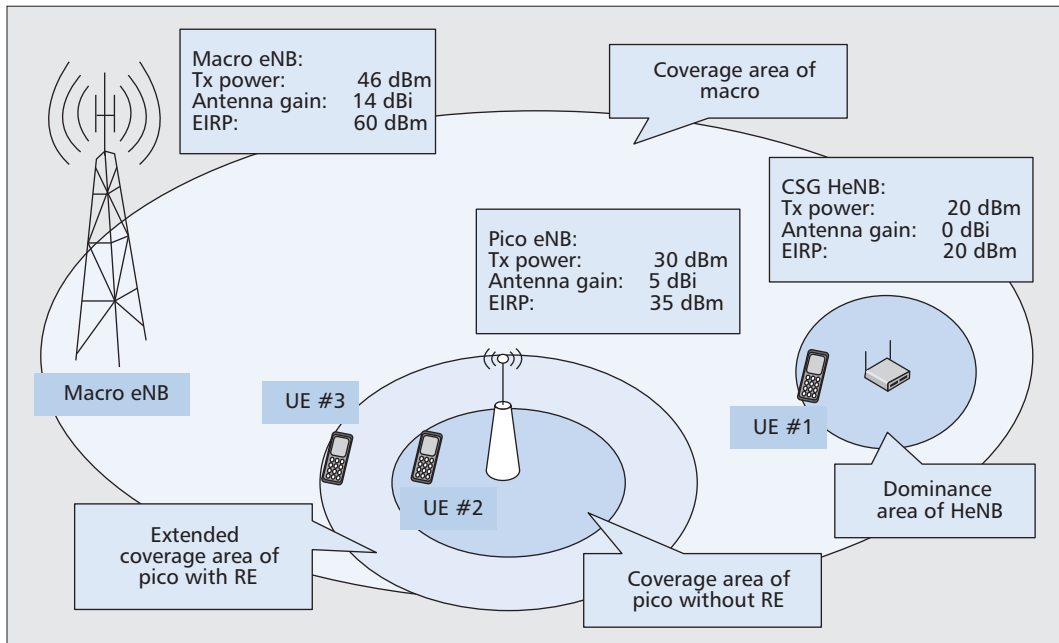 Macro eNB:
Tx power: 46 dBm
Antenna gain: 14 dBi
EIRP: 60 dBm
Coverage area of
macro
CSG HeNB:
Tx power: 20 dBm
Antenna gain: 0 dBi
EIRP: 20 dBm
Pico eNB:
Tx power: 30 dBm
Antenna gain: 5 dBi
EIRP: 35 dBm
Macro eNB
UE #3
UE #1
UE #2
Dominance
area of HeNB
Extended
coverage area of
pico with RE
Coverage area of
pico without RE